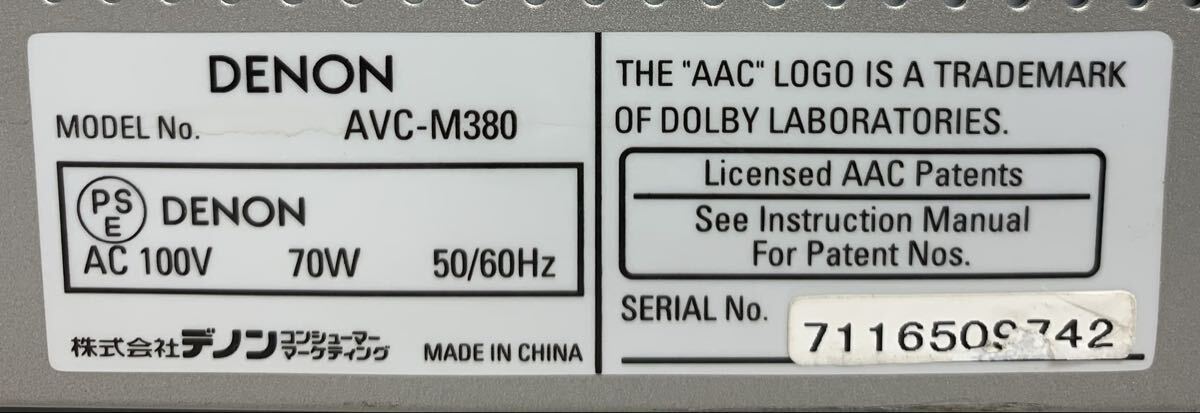 DENON
MODEL No. AVC-M380
PS
E
DENON
AC 100V 70W 50/60Hz
株式会社デノン コンシューマー
マーケティング
MADE IN CHINA
THE "AAC" LOGO IS A TRADEMARK
OF DOLBY LABORATORIES.
Licensed AAC Patents
See Instruction Manual
For Patent Nos.
SERIAL No.